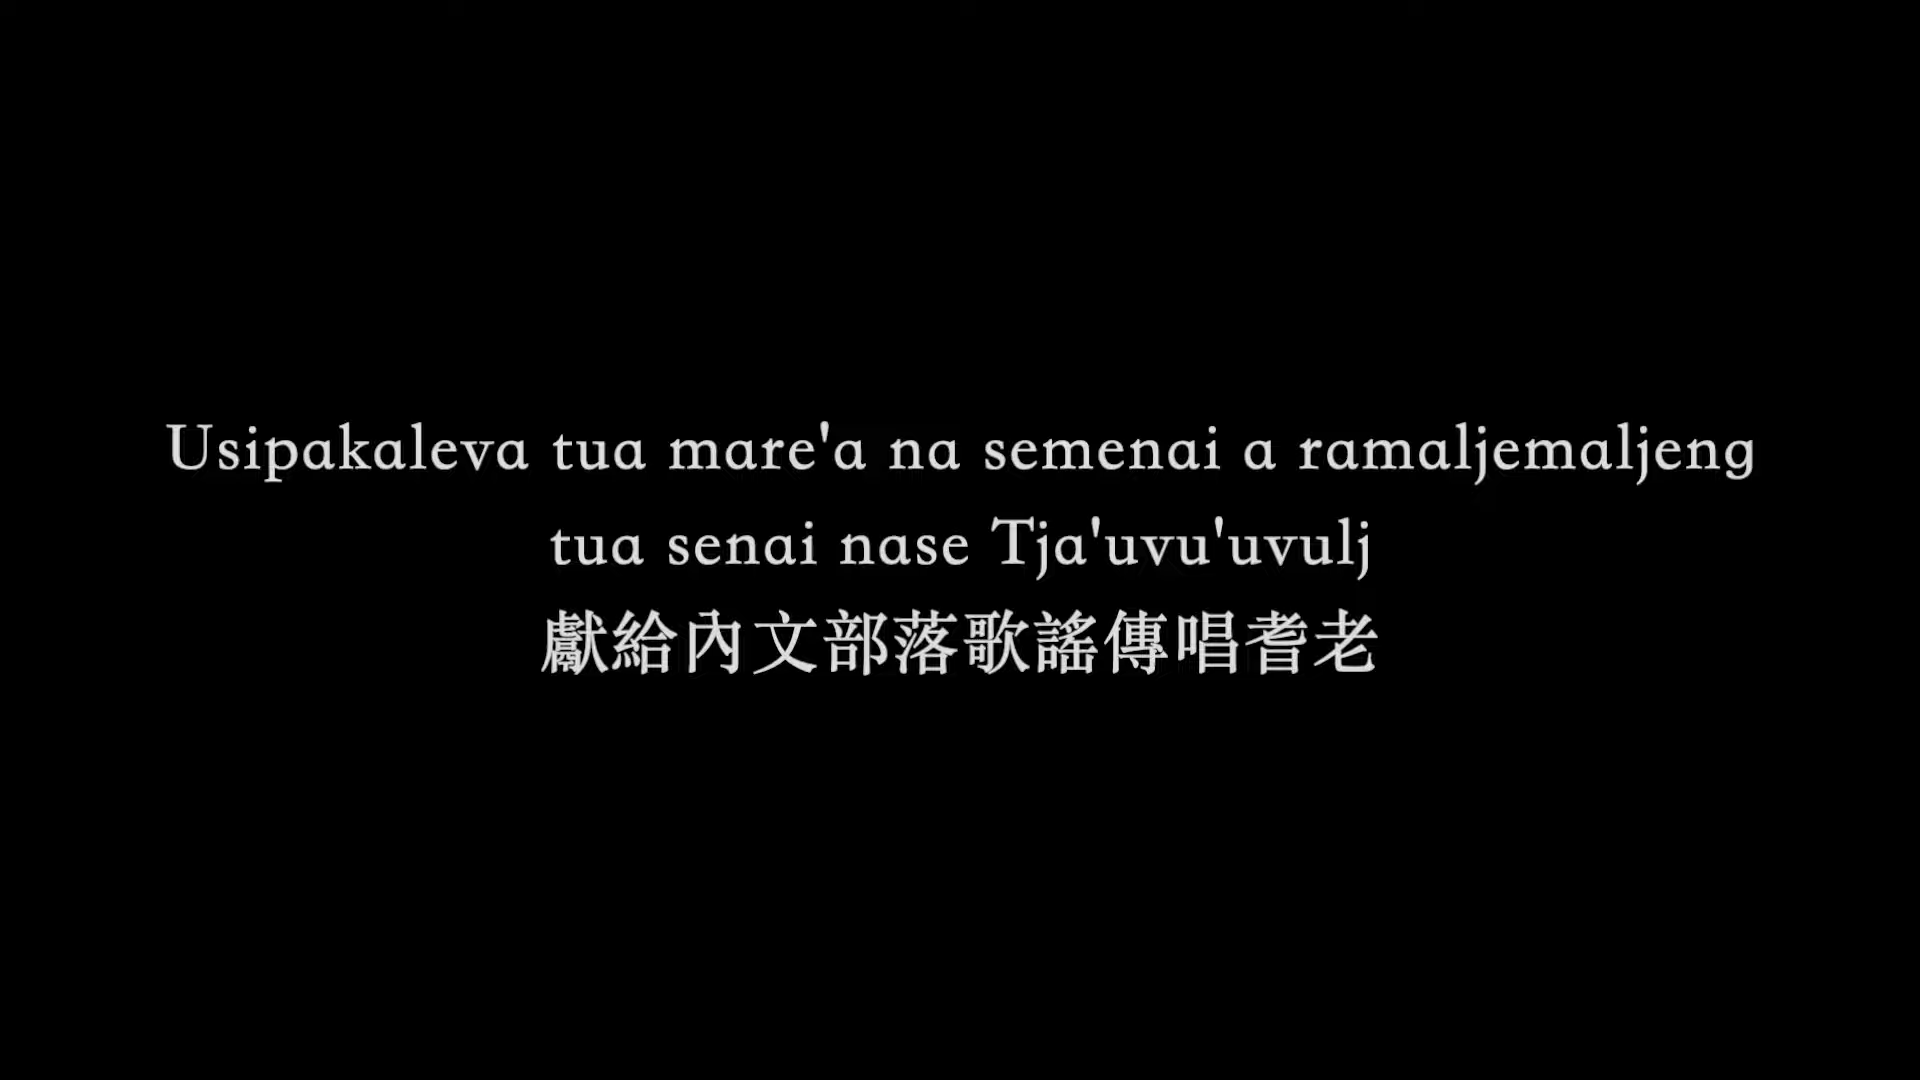 Usipakaleva tua mare'a na semenai a ramaljemaljeng
tua senai nase Tja'uvu'uvulj
獻給內文部落歌謠傳唱耆老